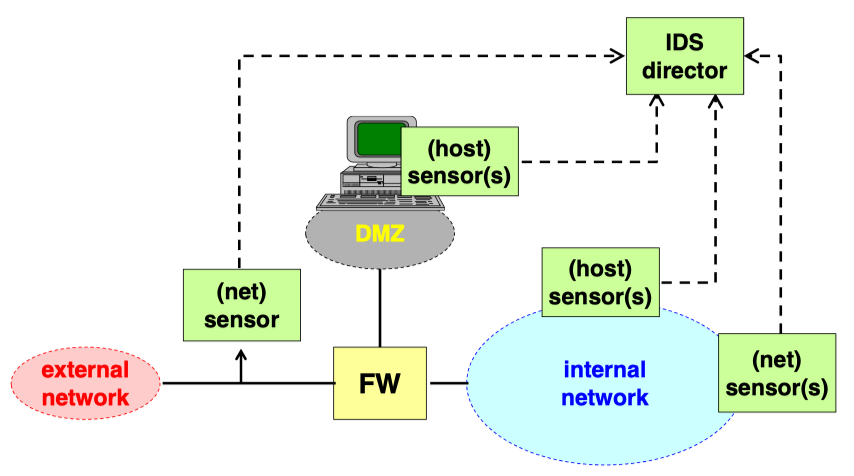 IDS
director
(host)
sensor(s)
DMZ
(net)
sensor
(host)
sensor(s)
external
network
FW
internal
network
(net)
sensor(s)